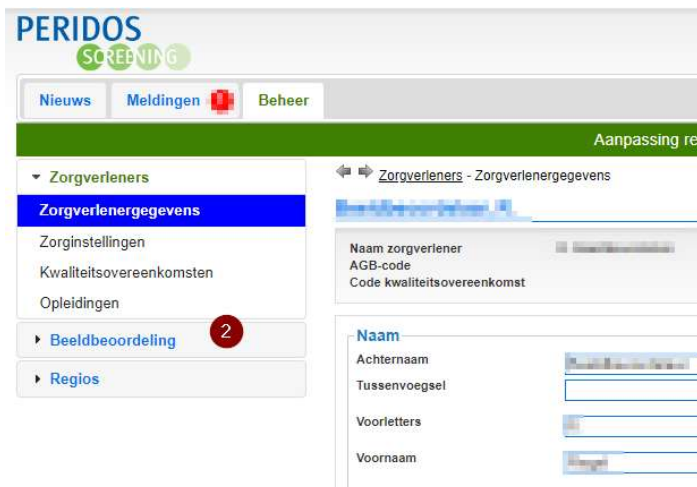 PERIDOS
SCREENING
Nieuws Meldingen Beheer
Aanpassing re
Zorgverleners
Zorgverleners - Zorgverlenergegevens
Zorgverlenergegevens
Zorginstellingen
Naam zorgverlener
Kwaliteitsovereenkomsten
AGB-code
Code kwaliteitsovereenkomst
Opleidingen
Beeldbeoordeling 2
Naam
Achternaam
Regios
Tussenvoegsel
Voorletters
Voornaam